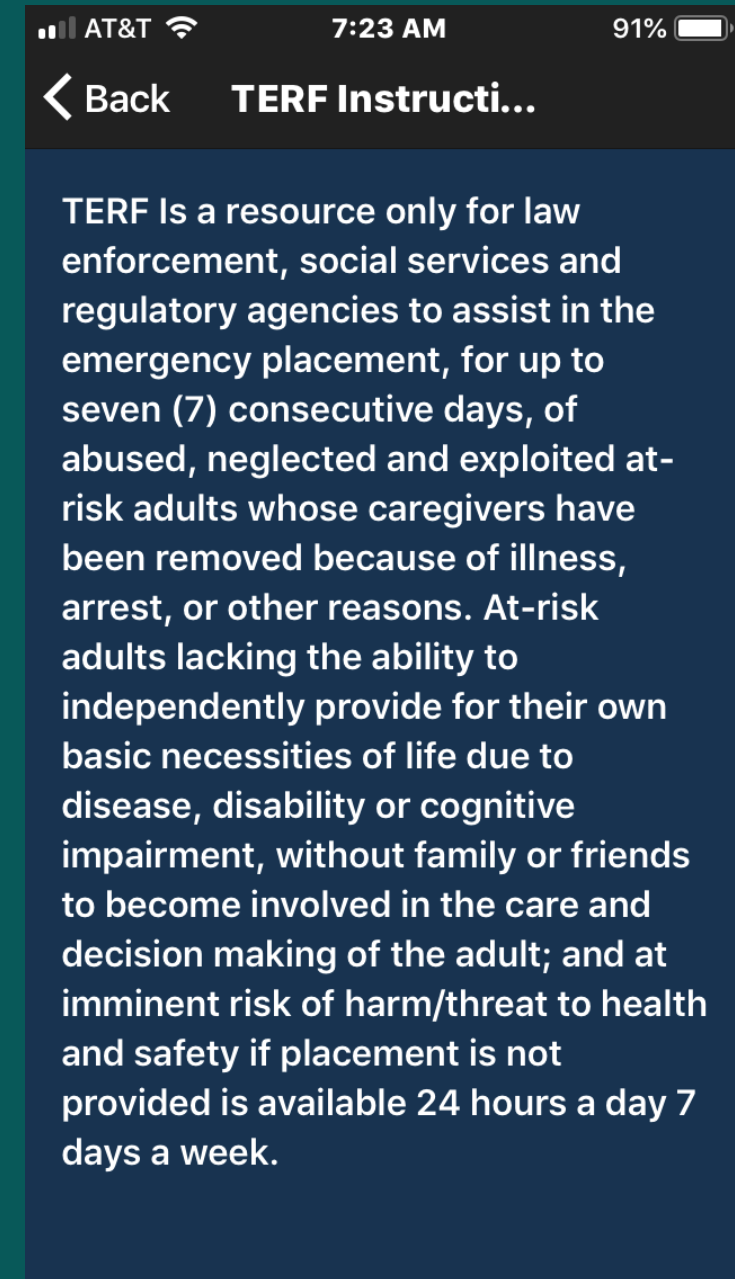 AT&T 7:23 AM 91%
Back TERF Instructi...
TERF Is a resource only for law
enforcement, social services and
regulatory agencies to assist in the
emergency placement, for up to
seven (7) consecutive days, of
abused, neglected and exploited at-
risk adults whose caregivers have
been removed because of illness,
arrest, or other reasons. At-risk
adults lacking the ability to
independently provide for their own
basic necessities of life due to
disease, disability or cognitive
impairment, without family or friends
to become involved in the care and
decision making of the adult; and at
imminent risk of harm/threat to health
and safety if placement is not
provided is available 24 hours a day 7
days a week.